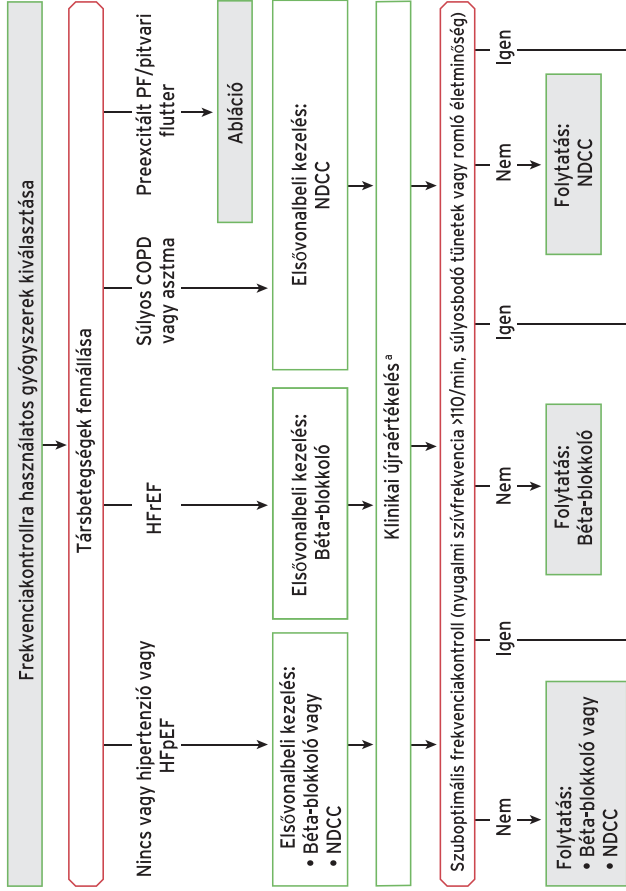 Frekvenciakontrollra használatos gyógyszerek kiválasztása
Társbetegségek fennállása
Nincs vagy hipertenzió vagy
HFpEF
HFrEF
Súlyos COPD
vagy asztma
Preexcitált PF/pitvari
flutter
Abláció
Elsővonalbeli kezelés:
• Béta-blokkoló vagy
• NDCC
Elsővonalbeli kezelés:
Béta-blokkoló
Elsővonalbeli kezelés:
NDCC
Klinikai újraértékelés a
Szuboptimális frekvenciakontroll (nyugalmi szívfrekvencia >110/min, súlyosbodó tünetek vagy romló életminőség)
Nem
Igen
Nem
Igen
Nem
Igen
Folytatás:
• Béta-blokkoló vagy
• NDCC
Folytatás:
Béta-blokkoló
Folytatás:
NDCC